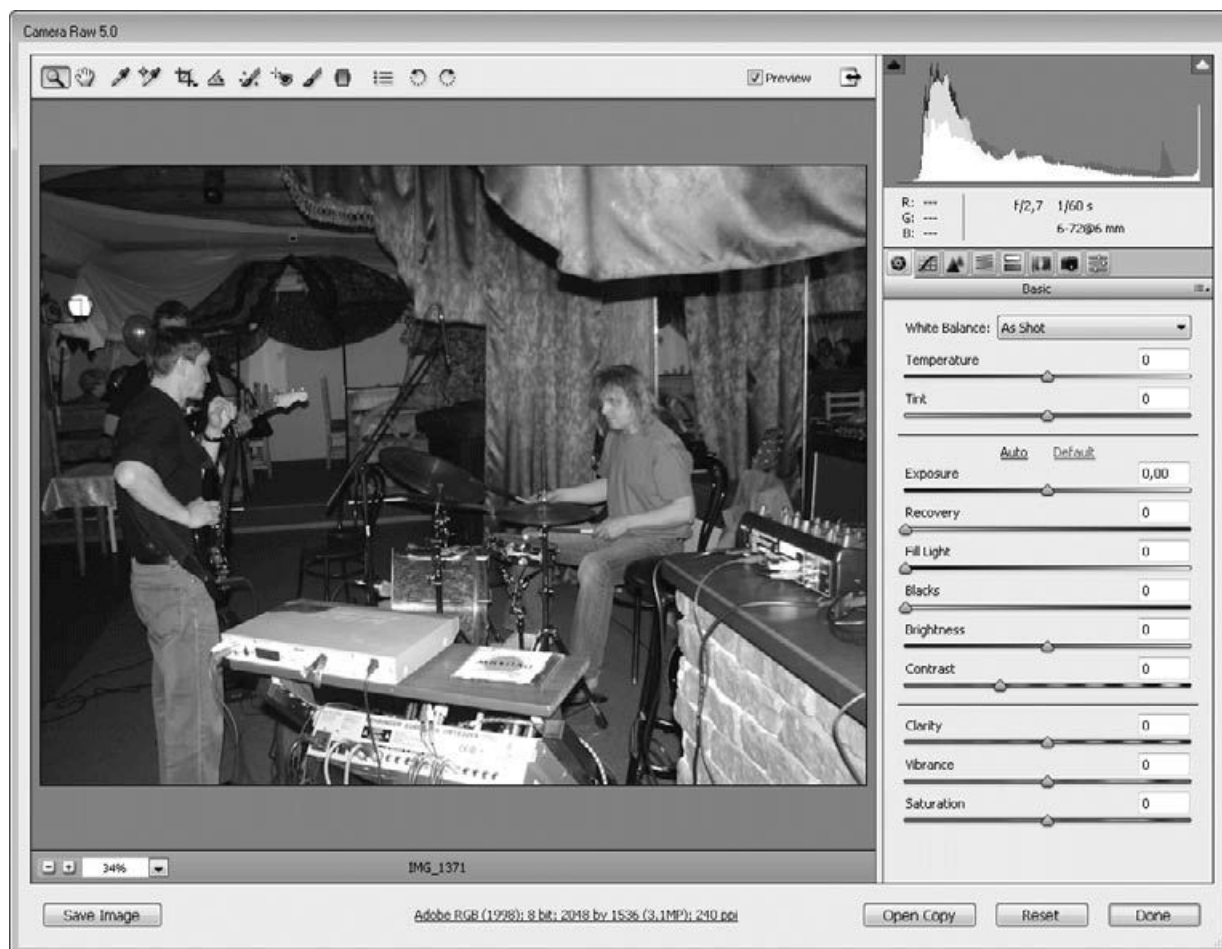 Camera Raw 5.0
Preview
R: ---
G: ---
B: ---
f/2,7 1/60 s
6-72@6 mm
Basic
White Balance: As Shot
Temperature 0
Tint 0
Auto Default
Exposure 0,00
Recovery 0
Fill Light 0
Blacks 0
Brightness 0
Contrast 0
Clarity 0
Vibrance 0
Saturation 0
34%
IMG_1371
Save Image
Adobe RGB (1998); 8 bit; 2048 by 1536 (3,1MP); 240 ppi
Open Copy
Reset
Done